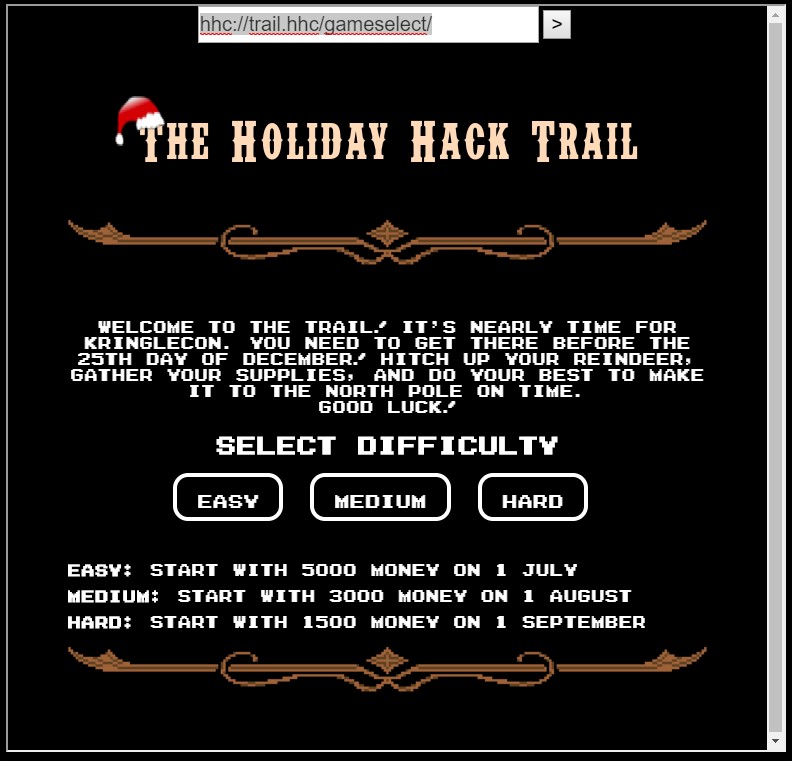 hhc://trail.hhc/gameselect/
>
THE HOLIDAY HACK TRAIL
WELCOME TO THE TRAIL! IT'S NEARLY TIME FOR
KRINGLECON. YOU NEED TO GET THERE BEFORE THE
25TH DAY OF DECEMBER! HITCH UP YOUR REINDEER,
GATHER YOUR SUPPLIES, AND DO YOUR BEST TO MAKE
IT TO THE NORTH POLE ON TIME.
GOOD LUCK!
SELECT DIFFICULTY
EASY MEDIUM HARD
EASY: START WITH 5000 MONEY ON 1 JULY
MEDIUM: START WITH 3000 MONEY ON 1 AUGUST
HARD: START WITH 1500 MONEY ON 1 SEPTEMBER